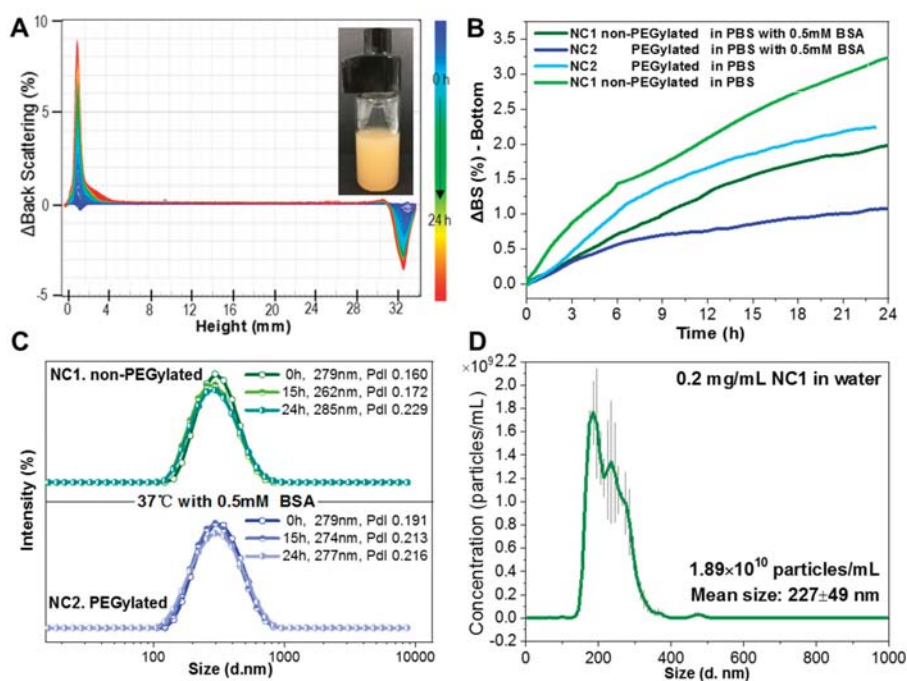 A
ΔBack Scattering (%)
10
5
0
-5
0 4 8 12 16 20 24 28 32
Height (mm)
0 h
24 h
B
ΔBS (%) - Bottom
3.5
3.0
2.5
2.0
1.5
1.0
0.5
0.0
NC1 non-PEGylated in PBS with 0.5mM BSA
NC2 PEGylated in PBS with 0.5mM BSA
NC2 PEGylated in PBS
NC1 non-PEGylated in PBS
0 3 6 9 12 15 18 21 24
Time (h)
C
Intensity (%)
NC1. non-PEGylated
0h, 279nm, PdI 0.160
15h, 262nm, PdI 0.172
24h, 285nm, PdI 0.229
37℃ with 0.5mM BSA
0h, 279nm, PdI 0.191
15h, 274nm, PdI 0.213
24h, 277nm, PdI 0.216
NC2. PEGylated
100 1000 10000
Size (d.nm)
D
Concentration (particles/mL)
×10⁹
2.2
2.0
1.8
1.6
1.4
1.2
1.0
0.8
0.6
0.4
0.2
0.0
-0.2
0.2 mg/mL NC1 in water
1.89×10¹⁰ particles/mL
Mean size: 227±49 nm
0 200 400 600 800 1000
Size (d. nm)